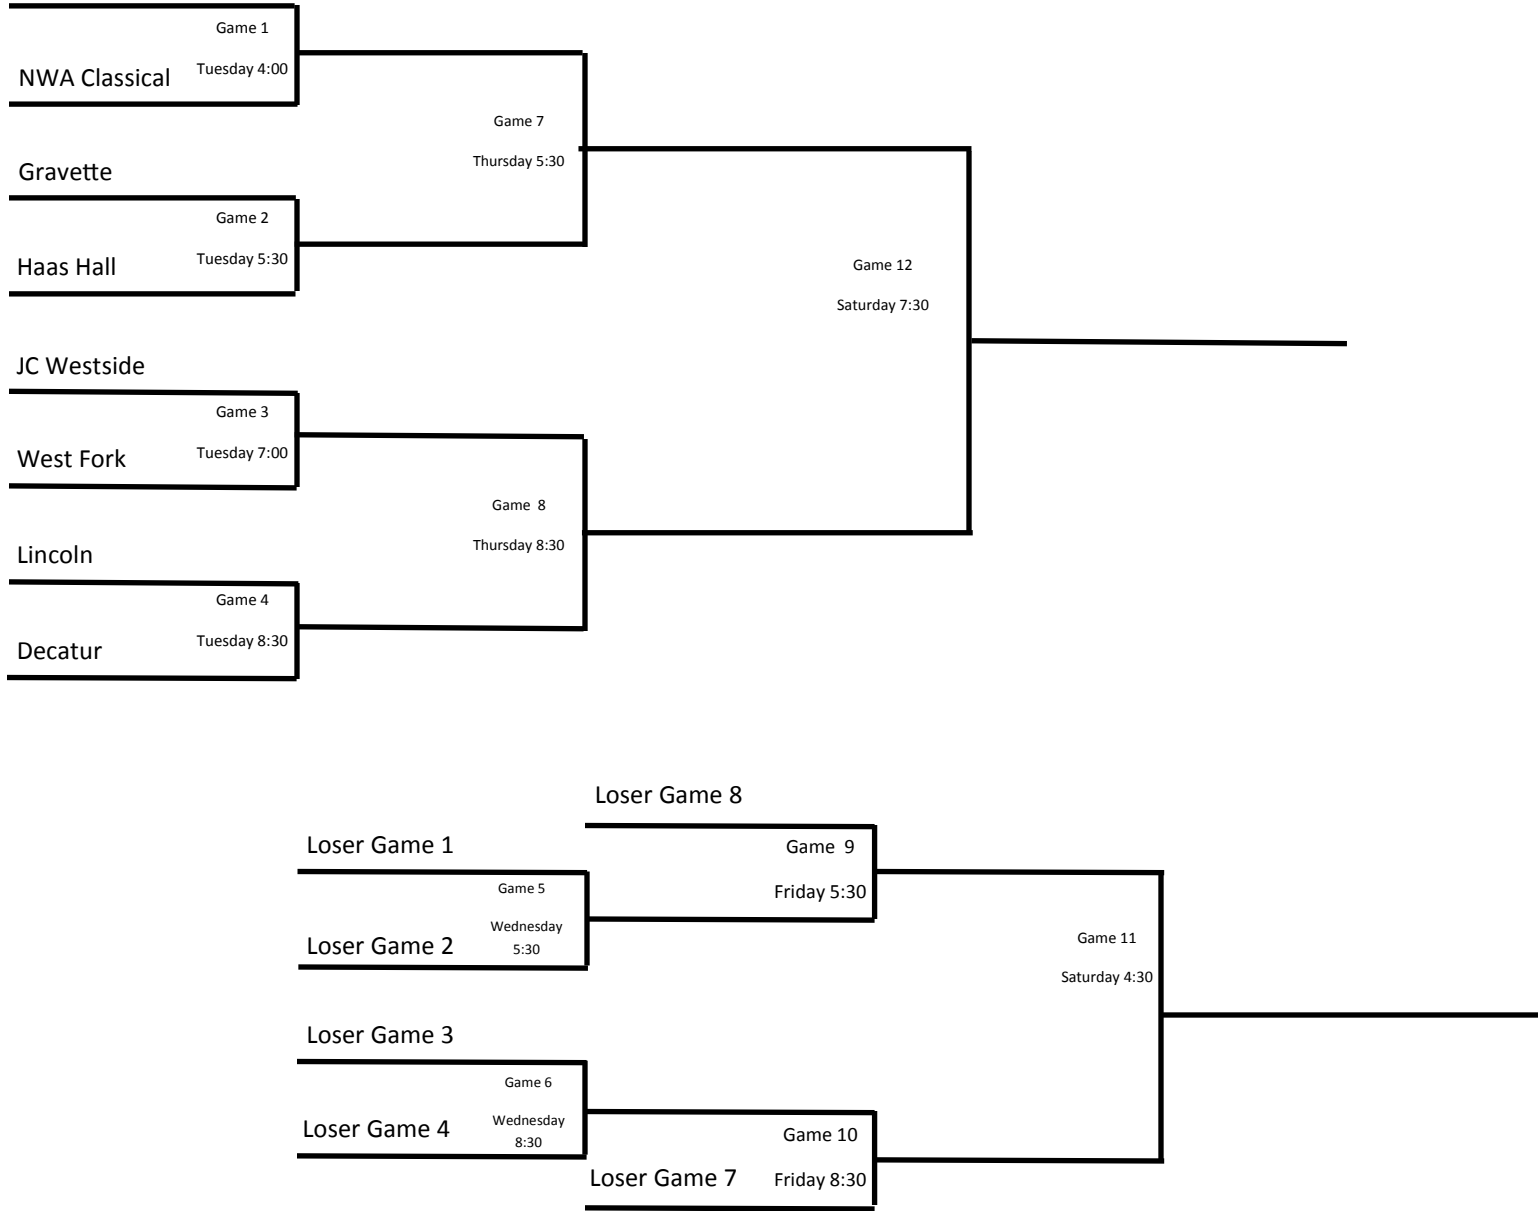 Game 1
NWA Classical
Tuesday 4:00
Game 7
Thursday 5:30
Gravette
Game 2
Haas Hall
Tuesday 5:30
Game 12
Saturday 7:30
JC Westside
Game 3
West Fork
Tuesday 7:00
Game 8
Thursday 8:30
Lincoln
Game 4
Decatur
Tuesday 8:30
Loser Game 8
Loser Game 1
Game 9
Friday 5:30
Game 5
Wednesday
5:30
Loser Game 2
Game 11
Saturday 4:30
Loser Game 3
Game 6
Wednesday
8:30
Loser Game 4
Game 10
Loser Game 7
Friday 8:30